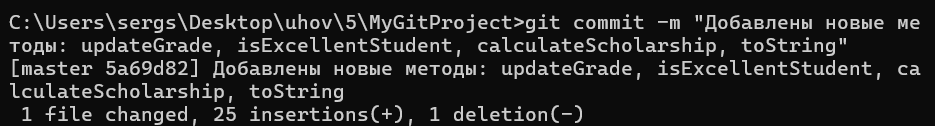 C:\Users\sergs\Desktop\uhov\5\MyGitProject>git commit -m "Добавлены новые ме
тоды: updateGrade, isExcellentStudent, calculateScholarship, toString"
[master 5a69d82] Добавлены новые методы: updateGrade, isExcellentStudent, ca
lculateScholarship, toString
 1 file changed, 25 insertions(+), 1 deletion(-)